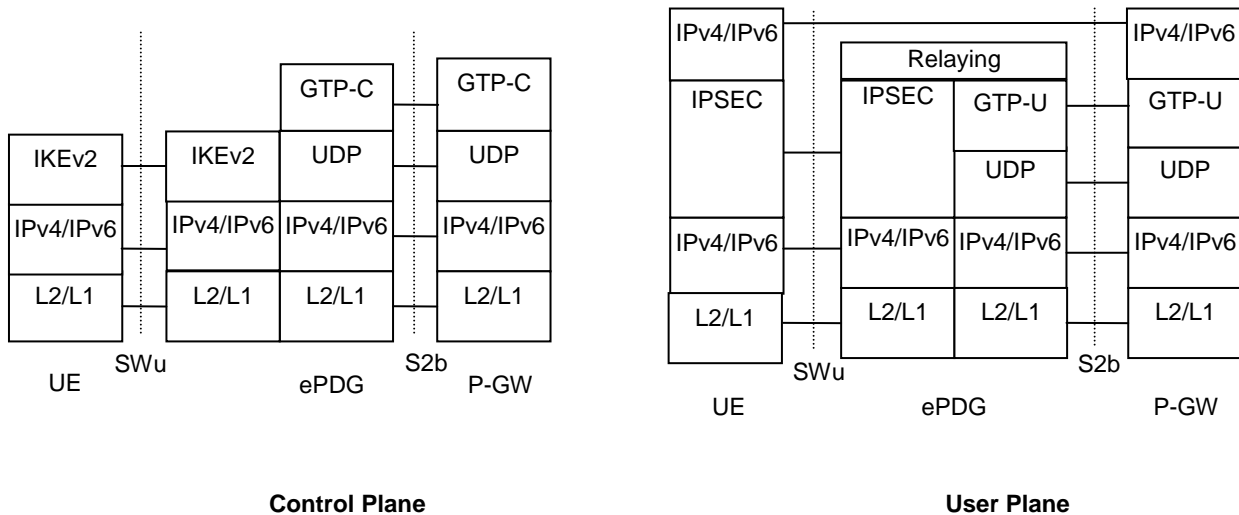 GTP-C
GTP-C
IKEv2
IKEv2
UDP
UDP
IPv4/IPv6
IPv4/IPv6
IPv4/IPv6
IPv4/IPv6
L2/L1
L2/L1
L2/L1
L2/L1
SWu
S2b
UE
ePDG
P-GW
Control Plane
IPv4/IPv6
IPv4/IPv6
Relaying
IPSEC
IPSEC
GTP-U
GTP-U
UDP
UDP
IPv4/IPv6
IPv4/IPv6
IPv4/IPv6
IPv4/IPv6
L2/L1
L2/L1
L2/L1
L2/L1
SWu
S2b
UE
ePDG
P-GW
User Plane